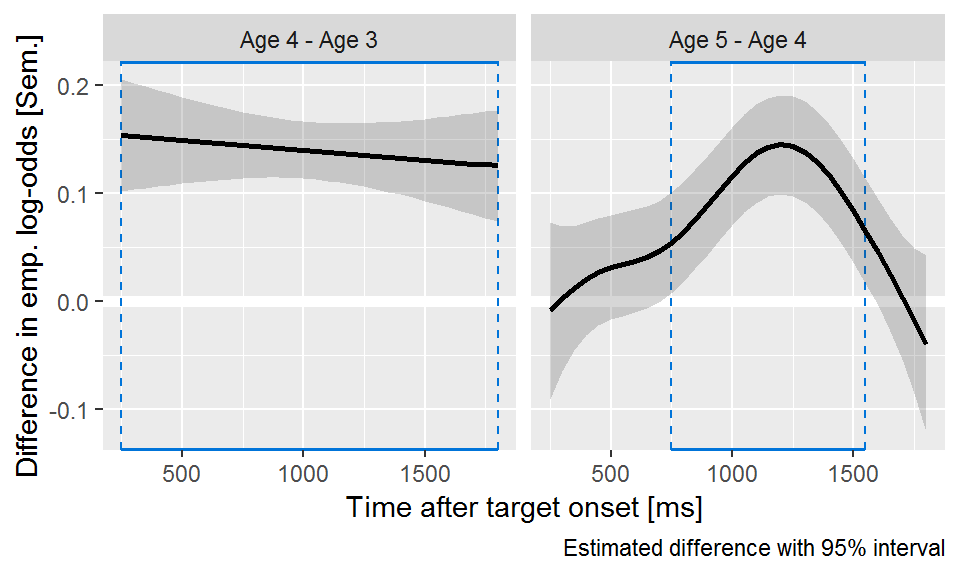 Age 4 - Age 3
Age 5 - Age 4
Difference in emp. log-odds [Sem.]
0.2
0.1
0.0
-0.1
500 1000 1500
500 1000 1500
Time after target onset [ms]
Estimated difference with 95% interval